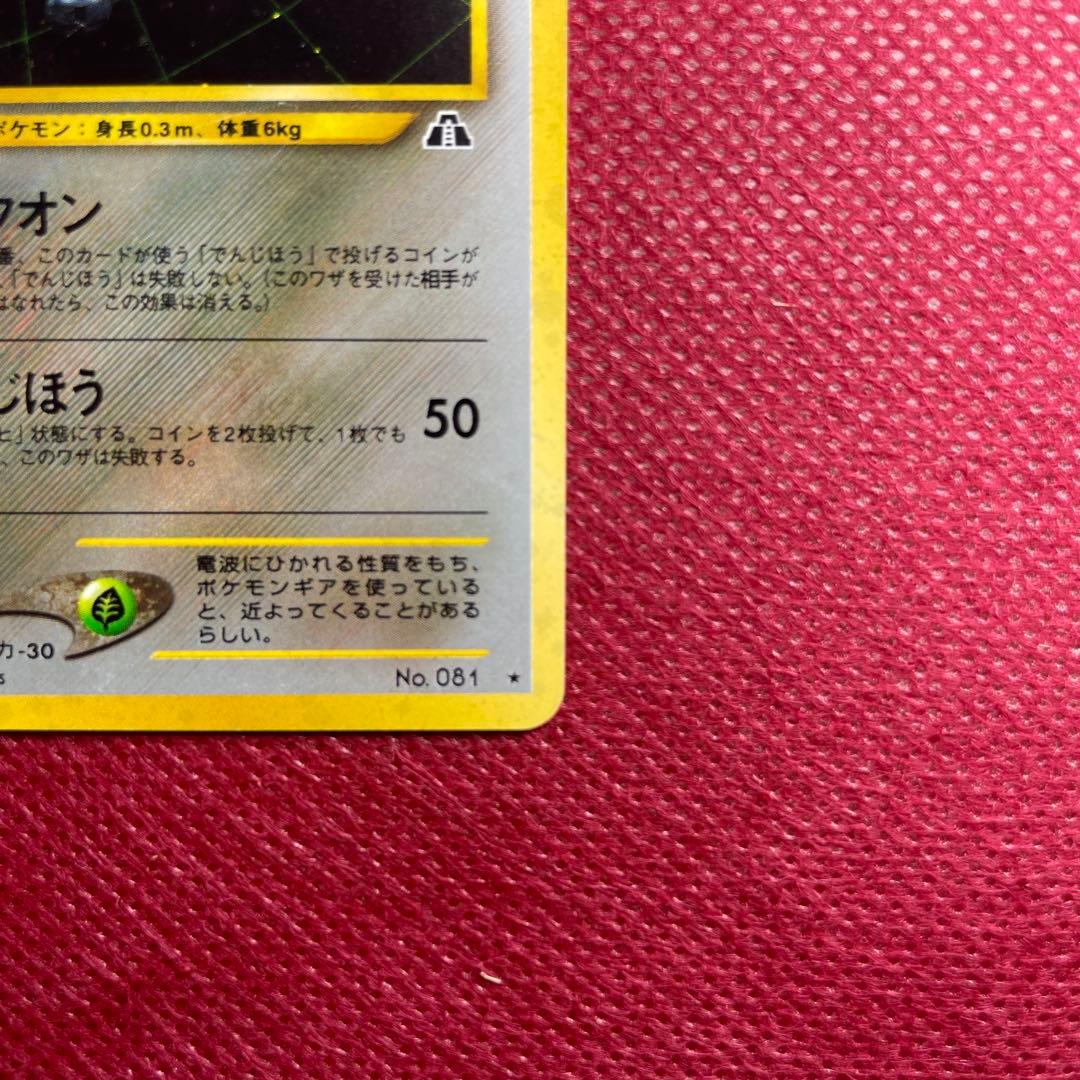 ポケモン：身長0.3m、体重6kg
クオン
番、このカードが使う「でんじほう」で投げるコインが
、「でんじほう」は失敗しない。（このワザを受けた相手が
はなれたら、この効果は消える。）
じほう
50
ヒ」状態にする。コインを2枚投げて、1枚でも
、このワザは失敗する。
電波にひかれる性質をもち、
ポケモンギアを使っている
と、近よってくることがある
らしい。
力-30
No. 081 ★